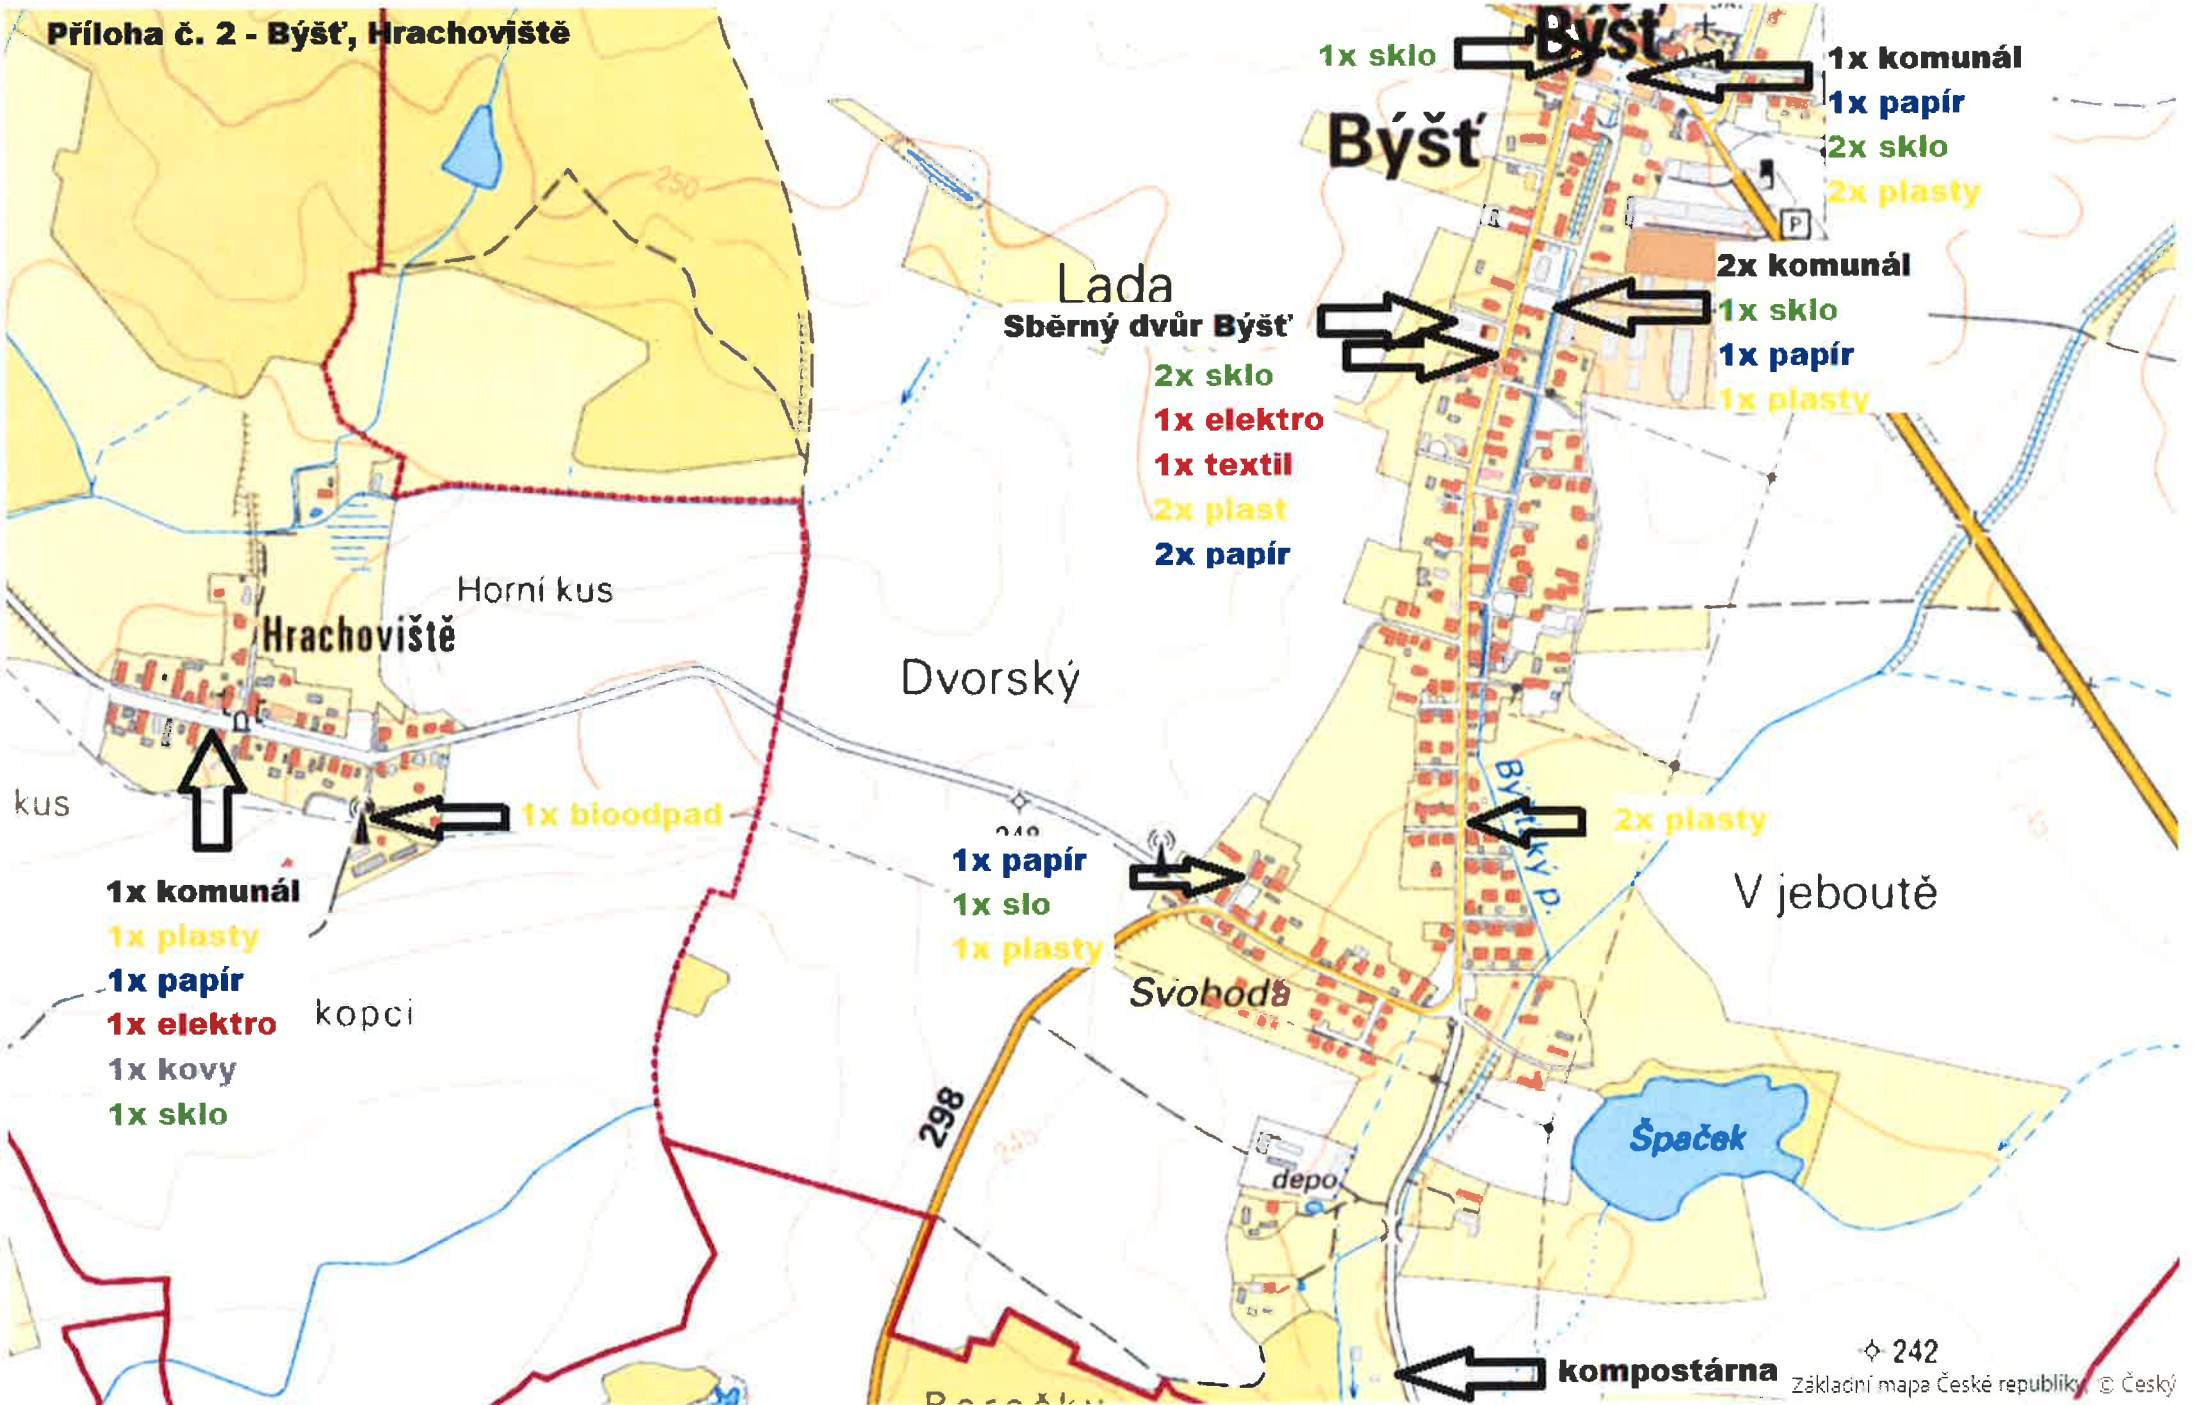 Příloha č. 2 - Býšť, Hrachoviště
Býšť
1x sklo
1x komunál
1x papír
2x sklo
2x plasty
Býšť
P
250
Lada
2x komunál
1x sklo
1x papír
1x plasty
Sběrný dvůr Býšť
2x sklo
1x elektro
1x textil
2x plast
2x papír
Horní kus
Hrachoviště
Dvorský
kus
1x bioodpad
2x plasty
Býšťský p.
V jeboutě
248
1x papír
1x slo
1x plasty
1x komunál
1x plasty
1x papír
1x elektro
1x kovy
1x sklo
kopci
Svoboda
298
245
Špaček
depo
242
kompostárna
Základní mapa České republiky © Český